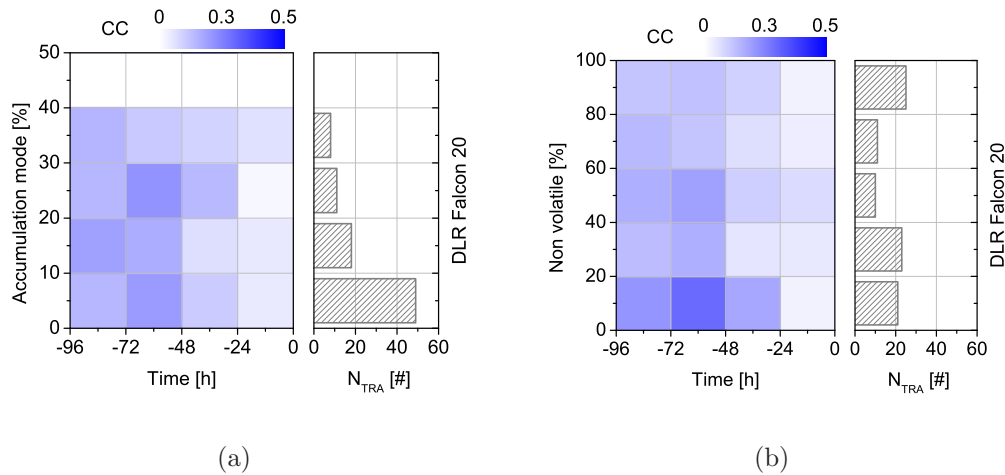 CC 0 0.3 0.5
50
40
30
20
10
0
Accumulation mode [%]
-96 -72 -48 -24 0
Time [h]
0 20 40 60
N_TRA [#]
DLR Falcon 20
(a)
CC 0 0.3 0.5
100
80
60
40
20
0
Non volatile [%]
-96 -72 -48 -24 0
Time [h]
0 20 40 60
N_TRA [#]
DLR Falcon 20
(b)